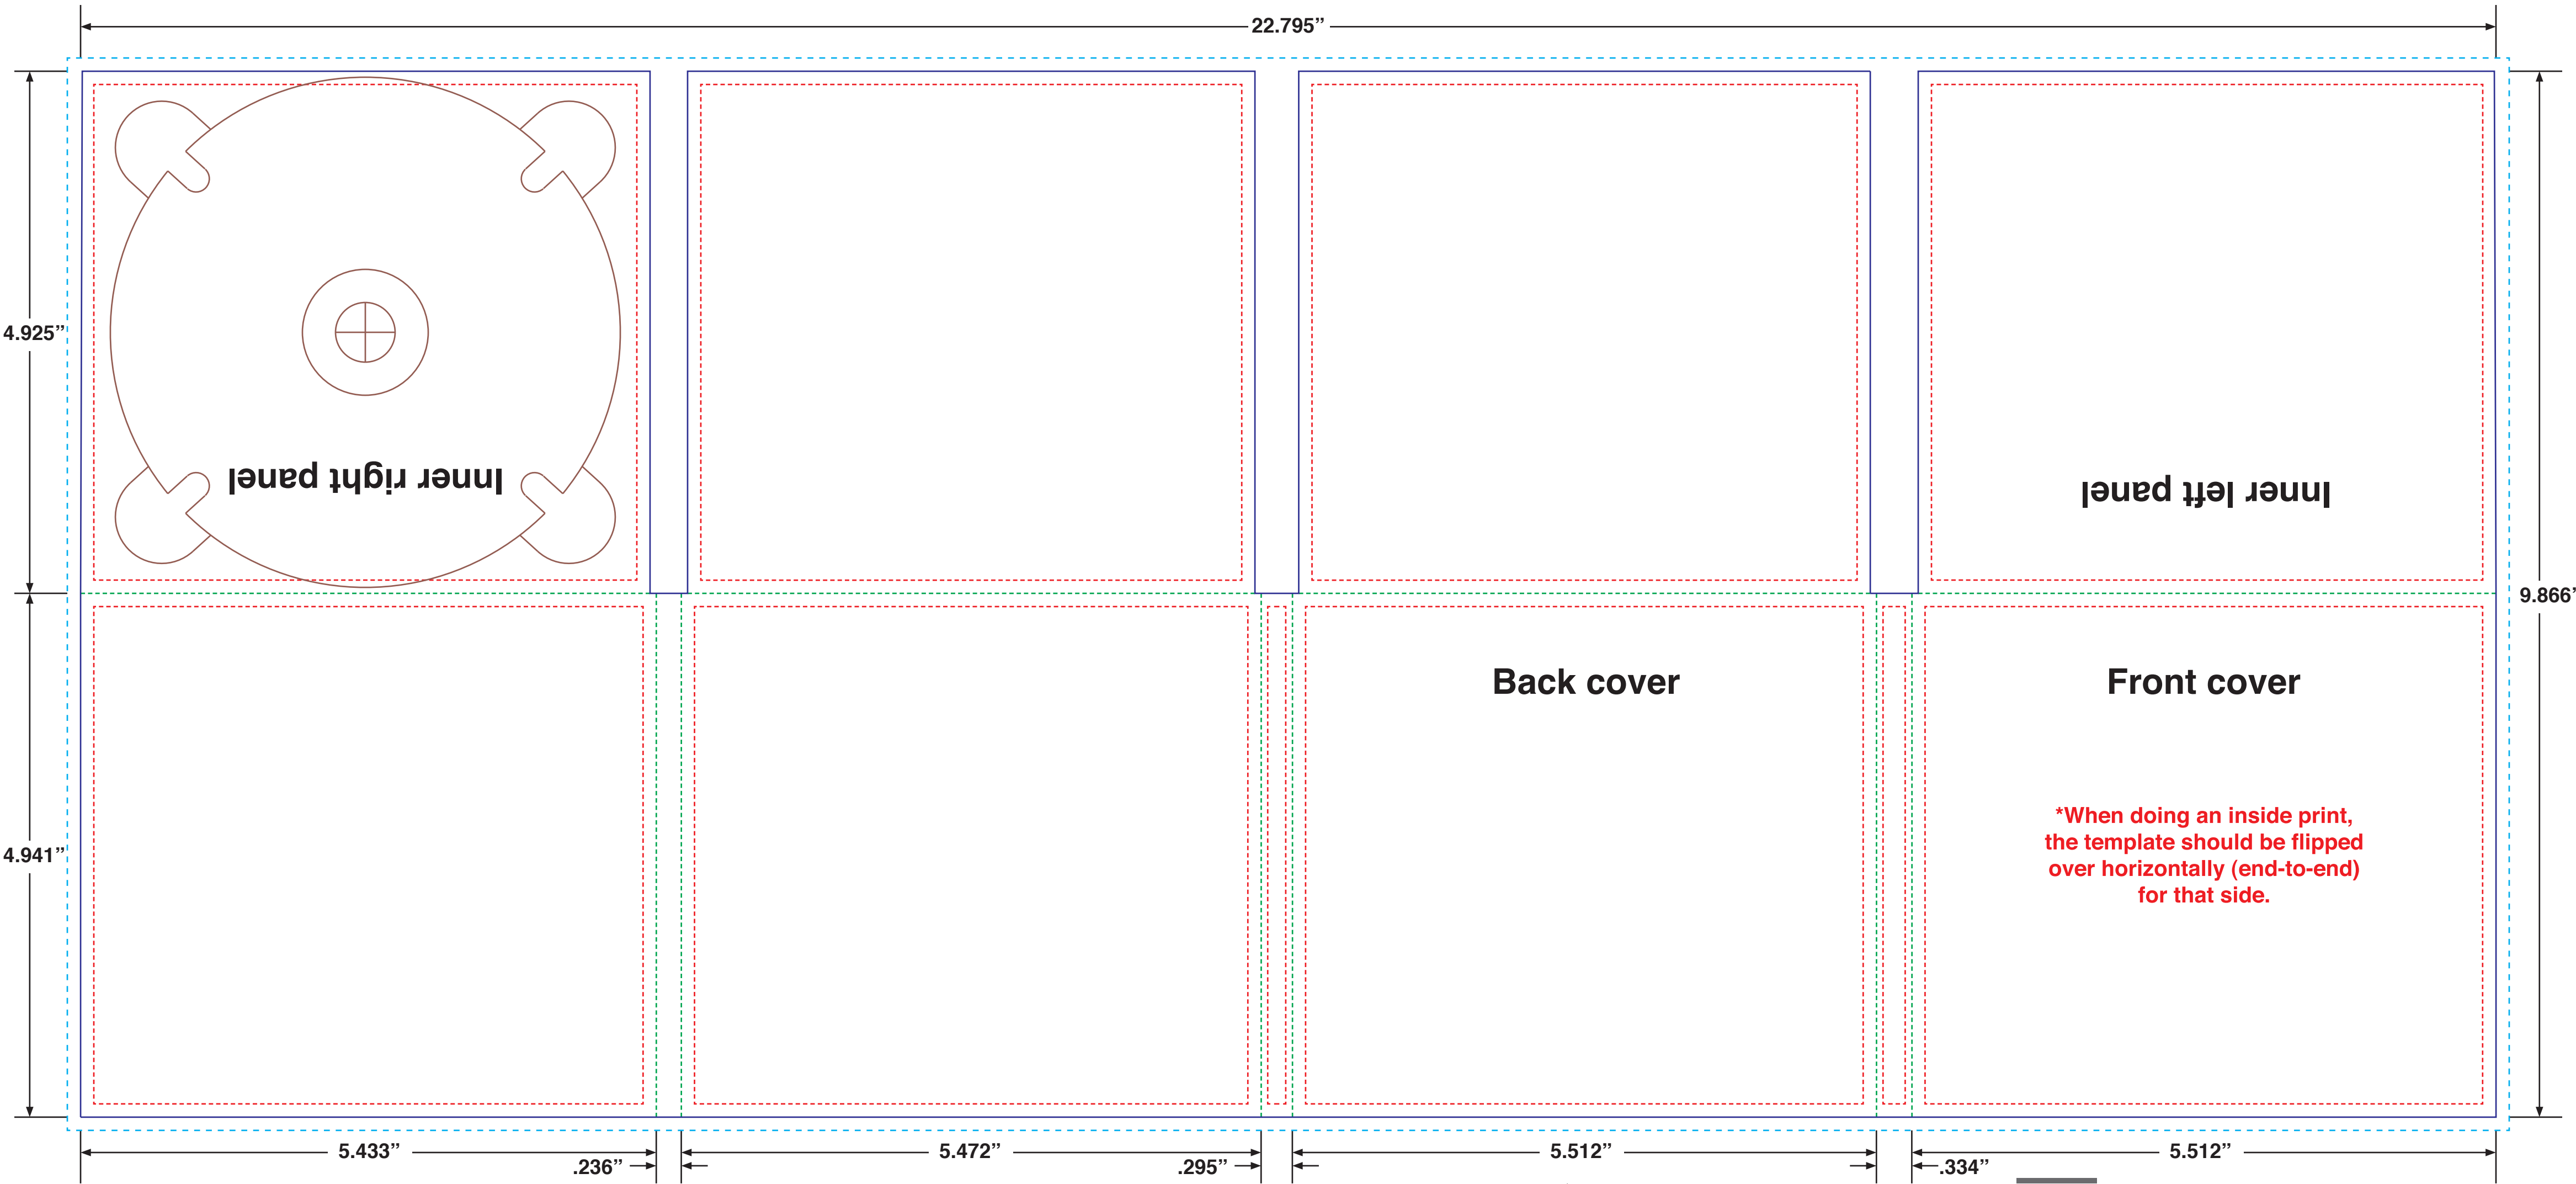 22.795”
4.925”
Inner right panel
Inner left panel
9.866”
Back cover
Front cover
*When doing an inside print,
the template should be flipped
over horizontally (end-to-end)
for that side.
4.941”
5.433”
.236”
5.472”
.295”
5.512”
.334”
5.512”